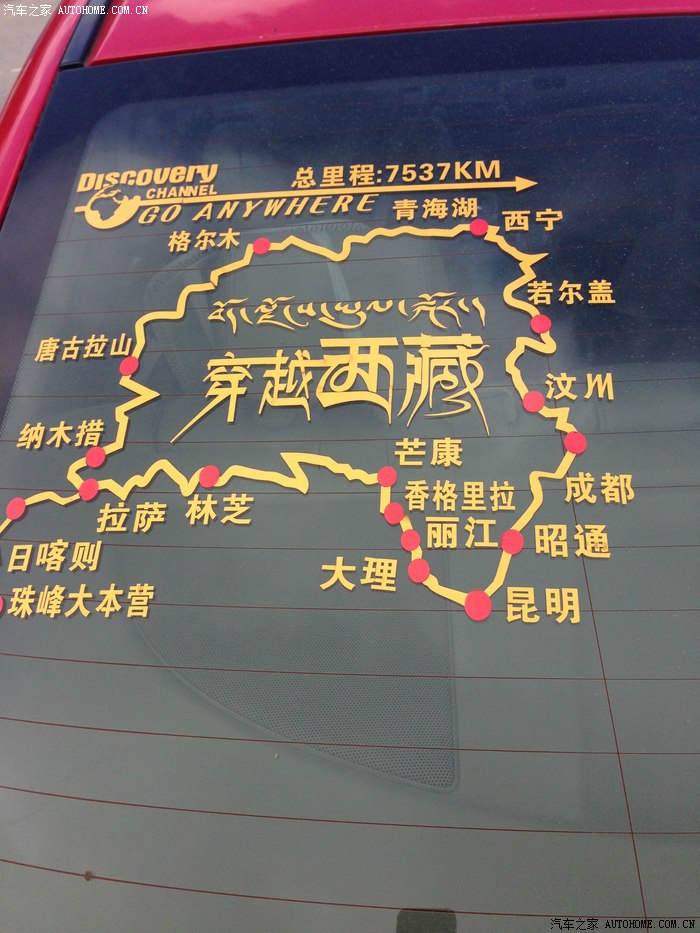 汽车之家 AUTOHOME.COM.CN
DISCOVERY
CHANNEL
总里程:7537KM
GO ANYWHERE
青海湖
西宁
格尔木
若尔盖
唐古拉山
穿越西藏
汶川
纳木措
芒康
成都
香格里拉
拉萨
林芝
丽江
昭通
日喀则
大理
珠峰大本营
昆明
汽车之家 AUTOHOME.COM.CN